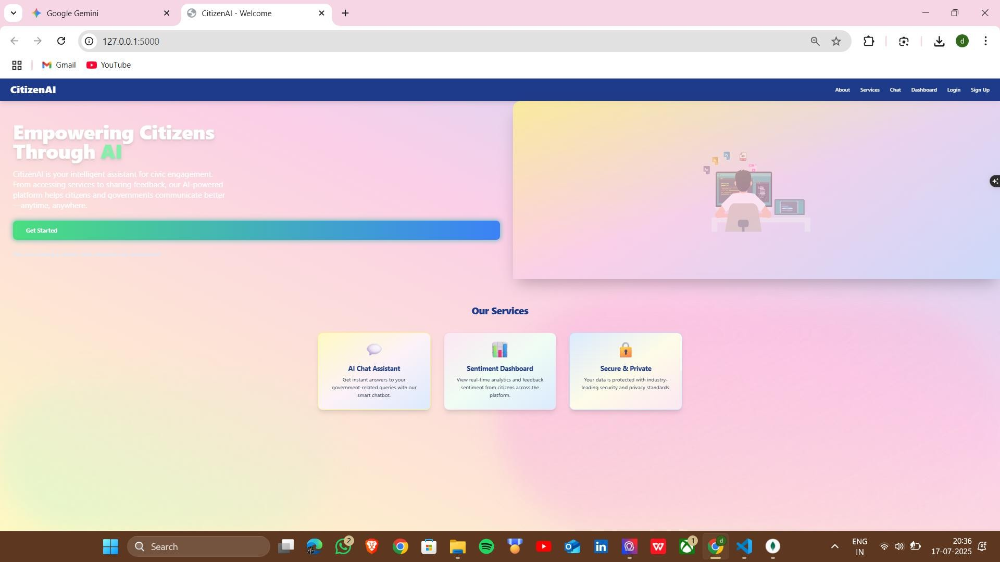 Google Gemini
CitizenAI - Welcome
127.0.0.1:5000
d
Gmail
YouTube
CitizenAI
About Services Chat Dashboard Login Sign Up
Empowering Citizens
Through AI
CitizenAI is your intelligent assistant for civic engagement.
From accessing services to sharing feedback, our AI-powered
platform helps citizens and governments communicate better
—anytime, anywhere.
Get Started
Our Services
AI Chat Assistant
Get instant answers to your
government-related queries with our
smart chatbot.
Sentiment Dashboard
View real-time analytics and feedback
sentiment from citizens across the
platform.
Secure & Private
Your data is protected with industry-
leading security and privacy standards.
Search
2
1
d
ENG
IN
20:36
17-07-2025